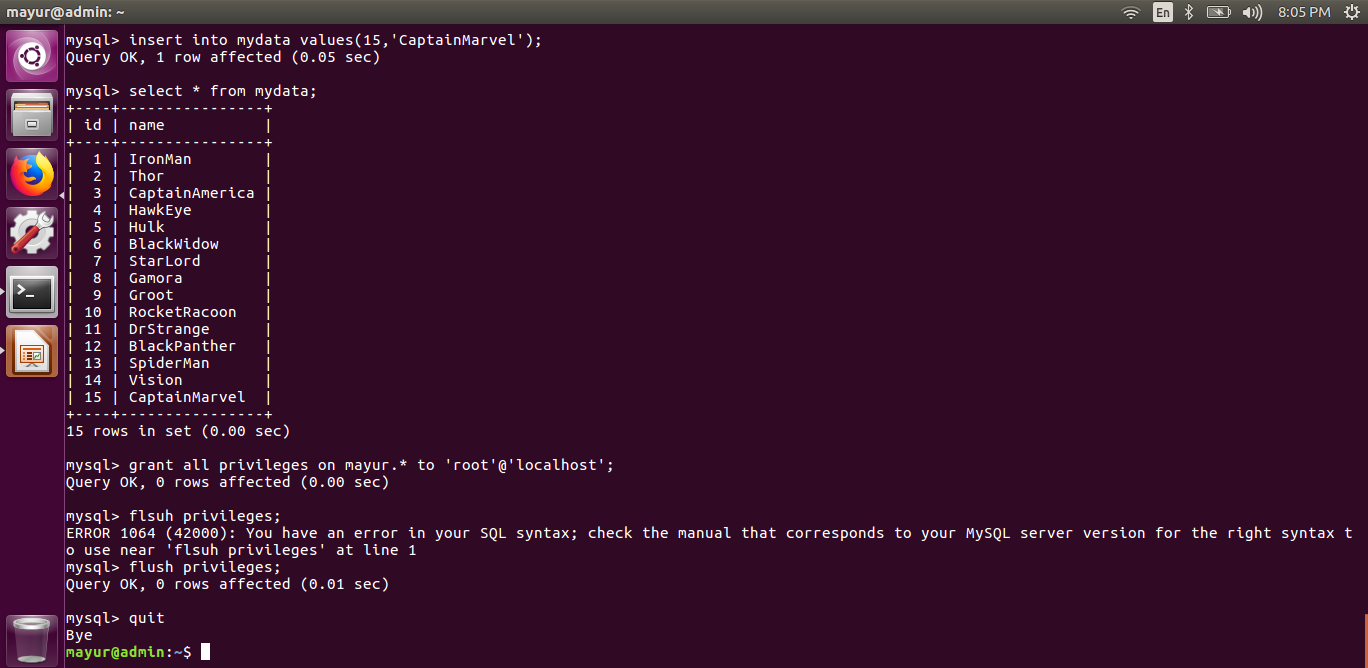 mayur@admin: ~
En
8:05 PM
mysql> insert into mydata values(15,'CaptainMarvel');
Query OK, 1 row affected (0.05 sec)
mysql> select * from mydata;
+----+----------------+
| id | name           |
+----+----------------+
|  1 | IronMan        |
|  2 | Thor           |
|  3 | CaptainAmerica |
|  4 | HawkEye        |
|  5 | Hulk           |
|  6 | BlackWidow     |
|  7 | StarLord       |
|  8 | Gamora         |
|  9 | Groot          |
| 10 | RocketRacoon   |
| 11 | DrStrange      |
| 12 | BlackPanther   |
| 13 | SpiderMan      |
| 14 | Vision         |
| 15 | CaptainMarvel  |
+----+----------------+
15 rows in set (0.00 sec)
mysql> grant all privileges on mayur.* to 'root'@'localhost';
Query OK, 0 rows affected (0.00 sec)
mysql> flsuh privileges;
ERROR 1064 (42000): You have an error in your SQL syntax; check the manual that corresponds to your MySQL server version for the right syntax t
o use near 'flsuh privileges' at line 1
mysql> flush privileges;
Query OK, 0 rows affected (0.01 sec)
mysql> quit
Bye
mayur@admin:~$